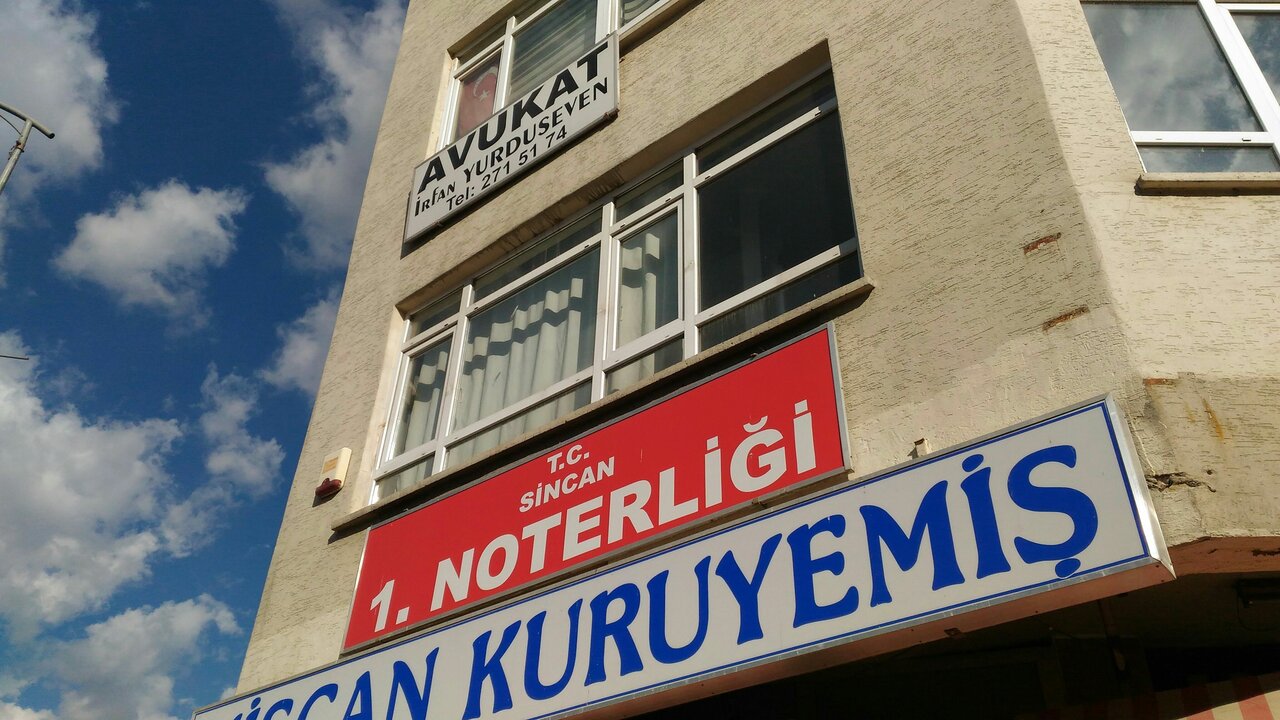 AVUKAT
İRFAN YURDUSEVEN
Tel: 271 51 74
T.C.
SİNCAN
1. NOTERLİĞİ
KURUYEMİŞ